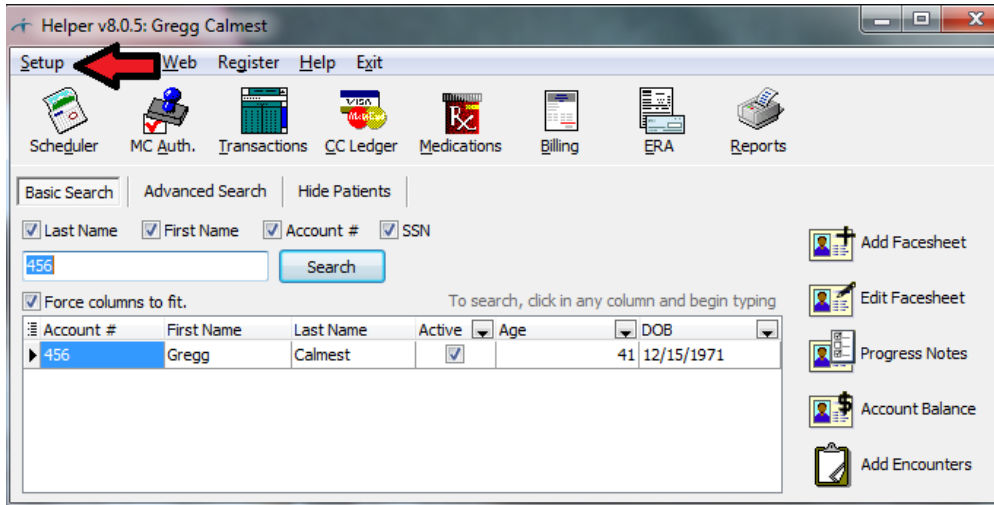 Helper v8.0.5: Gregg Calmest
Setup Web Register Help Exit
VISA
Rx
Scheduler MC Auth. Transactions CC Ledger Medications Billing ERA Reports
Basic Search Advanced Search Hide Patients
Last Name First Name Account # SSN
456 Search
Force columns to fit. To search, click in any column and begin typing
Account # First Name Last Name Active Age DOB
456 Gregg Calmest 41 12/15/1971
Add Facesheet
Edit Facesheet
Progress Notes
Account Balance
Add Encounters